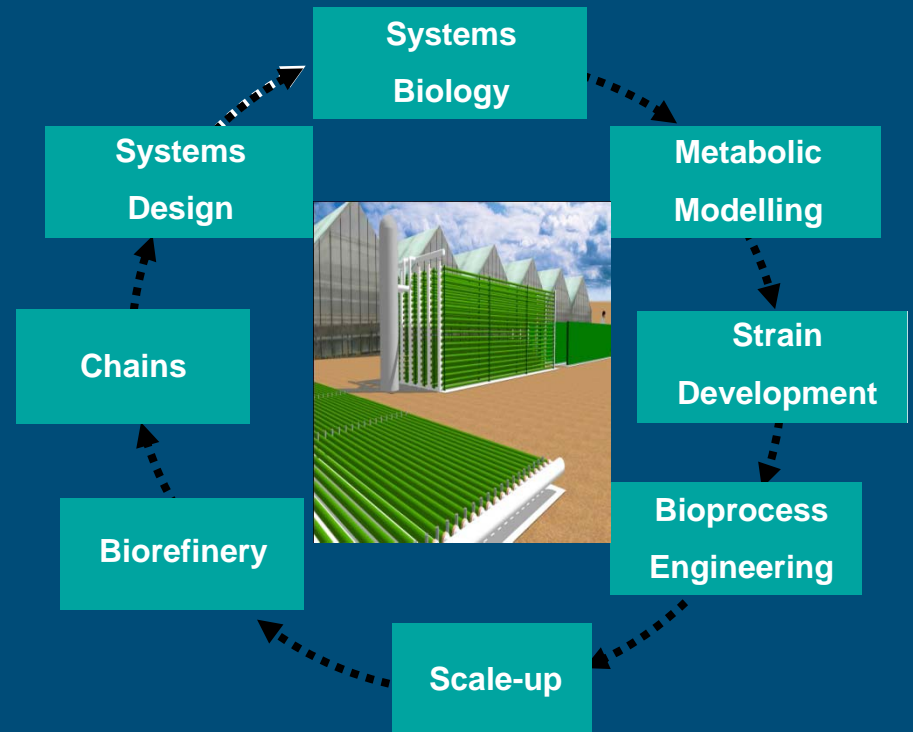 Systems
Biology
Metabolic
Modelling
Strain
Development
Bioprocess
Engineering
Scale-up
Biorefinery
Chains
Systems
Design